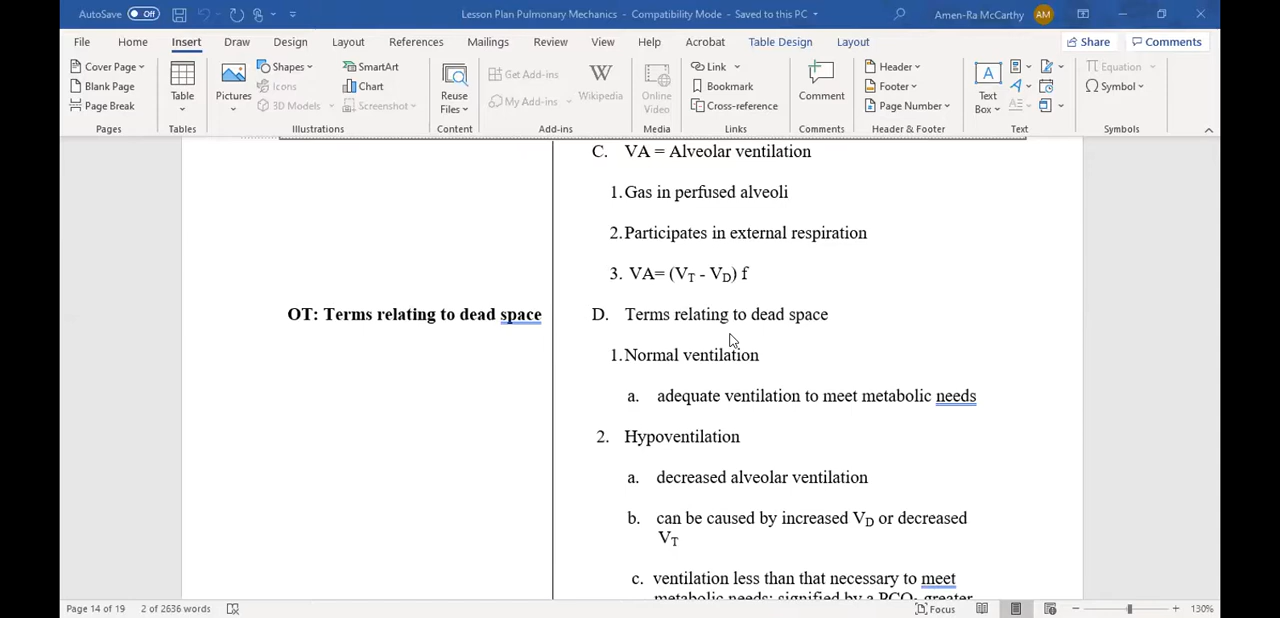 AutoSave Off Lesson Plan Pulmonary Mechanics - Compatibility Mode - Saved to this PC Amen-Ra McCarthy AM
File Home Insert Draw Design Layout References Mailings Review View Help Acrobat Table Design Layout Share Comments
Cover Page
Blank Page
Page Break
Pages
Table
Tables
Pictures
Shapes
Icons
3D Models
SmartArt
Chart
Screenshot
Illustrations
Reuse
Files
Content
Get Add-ins
My Add-ins
Wikipedia
Add-ins
Online
Video
Media
Link
Bookmark
Cross-reference
Links
Comment
Comments
Header
Footer
Page Number
Header & Footer
A
Text
Box
Text
Equation
Symbol
Symbols
C. VA = Alveolar ventilation
1. Gas in perfused alveoli
2. Participates in external respiration
3. VA= (VT - VD) f
OT: Terms relating to dead space
D. Terms relating to dead space
1. Normal ventilation
a. adequate ventilation to meet metabolic needs
2. Hypoventilation
a. decreased alveolar ventilation
b. can be caused by increased VD or decreased
VT
c. ventilation less than that necessary to meet
metabolic needs; signified by a PCO2 greater
Page 14 of 19 2 of 2636 words Focus 130%